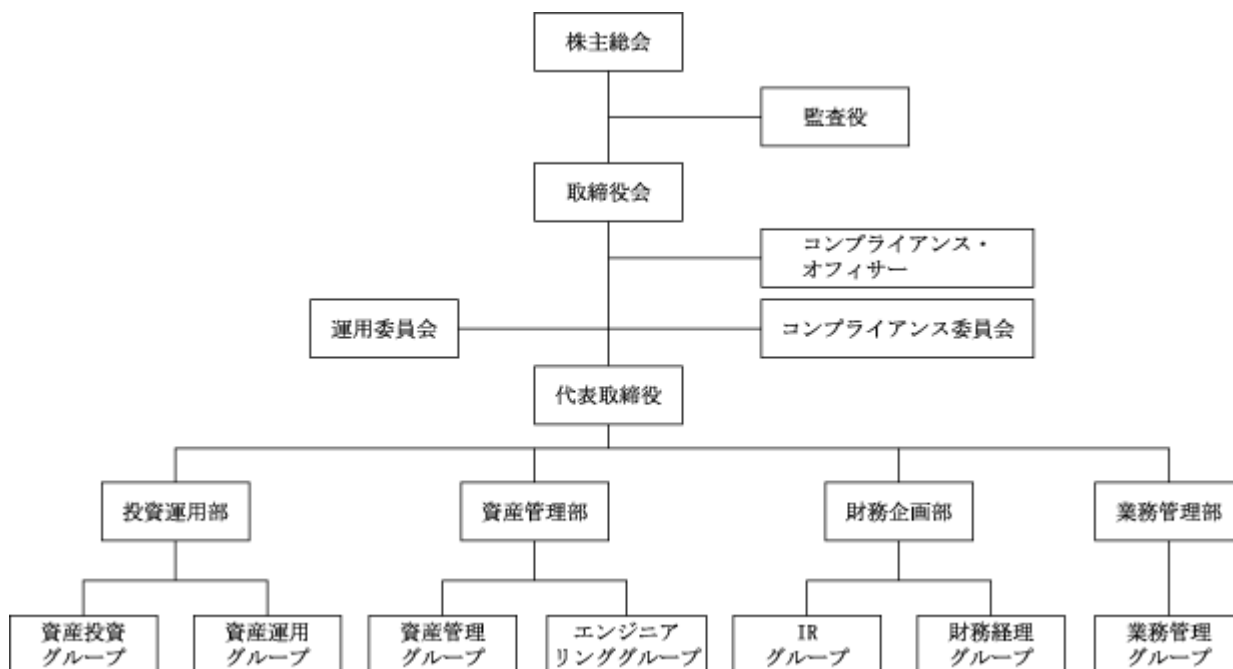 株主総会
監査役
取締役会
コンプライアンス・
オフィサー
運用委員会
コンプライアンス委員会
代表取締役
投資運用部
資産管理部
財務企画部
業務管理部
資産投資
グループ
資産運用
グループ
資産管理
グループ
エンジニア
リンググループ
IR
グループ
財務経理
グループ
業務管理
グループ